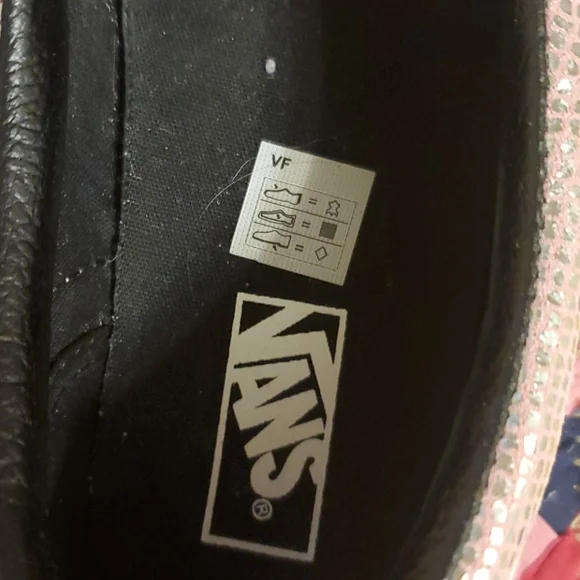 VF
= 
= 
= 
VANS
®